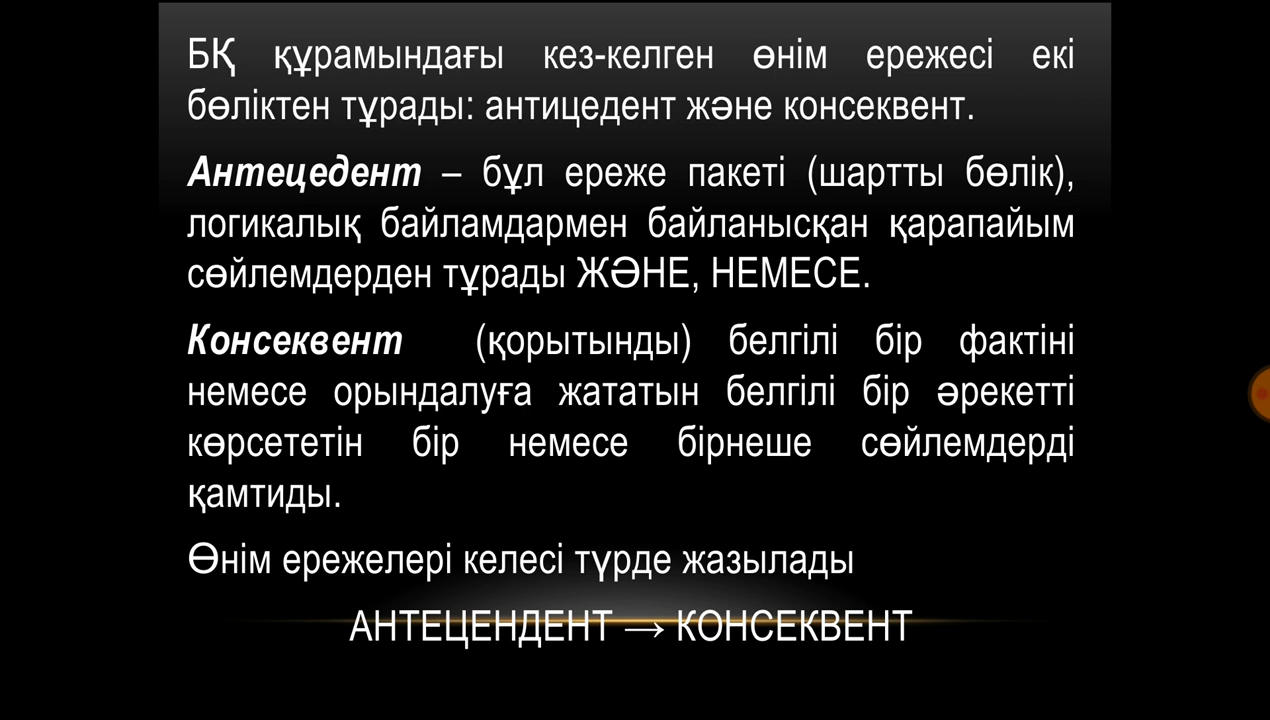 БҚ құрамындағы кез-келген өнім ережесі екі
бөліктен тұрады: антицедент және консеквент.
Антецедент – бұл ереже пакеті (шартты бөлік),
логикалық байламдармен байланысқан қарапайым
сөйлемдерден тұрады ЖӘНЕ, НЕМЕСЕ.
Консеквент (қорытынды) белгілі бір фактіні
немесе орындалуға жататын белгілі бір әрекетті
көрсететін бір немесе бірнеше сөйлемдерді
қамтиды.
Өнім ережелері келесі түрде жазылады
АНТЕЦЕНДЕНТ → КОНСЕКВЕНТ